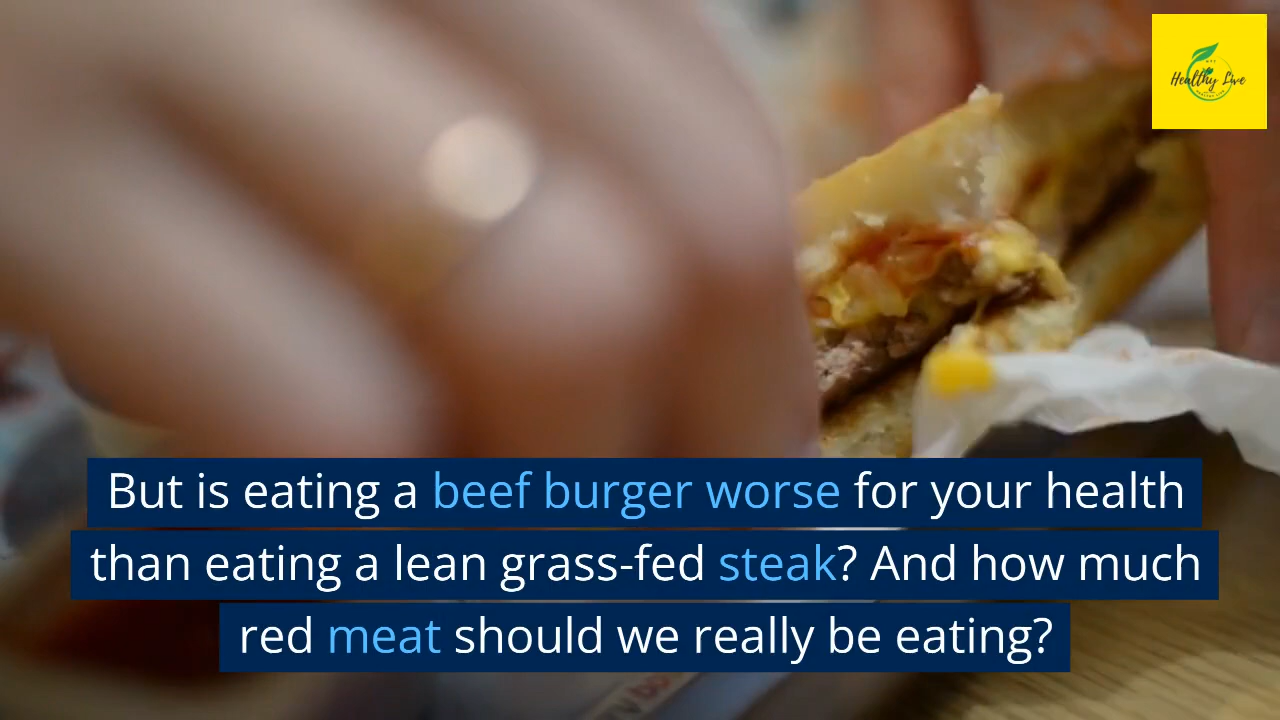 Healthy Live
But is eating a beef burger worse for your health
than eating a lean grass-fed steak? And how much
red meat should we really be eating?